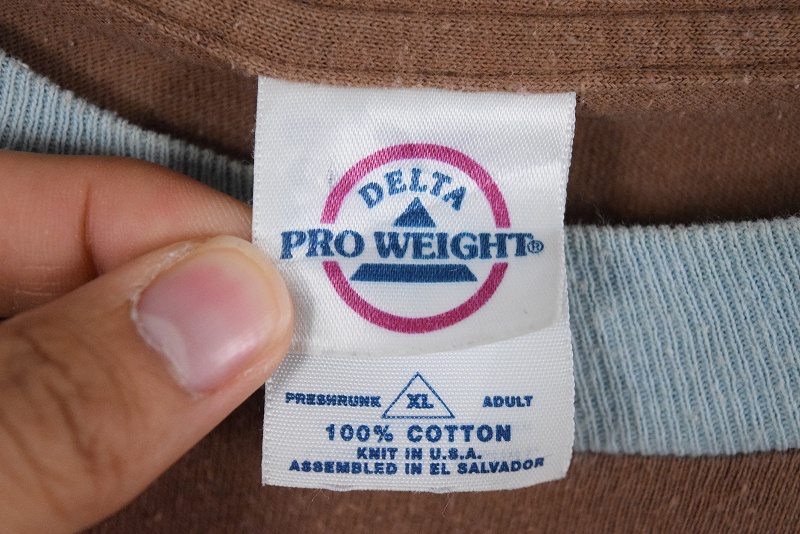 DELTA
PRO WEIGHT®
PRESHRUNK XL ADULT
100% COTTON
KNIT IN U.S.A.
ASSEMBLED IN EL SALVADOR